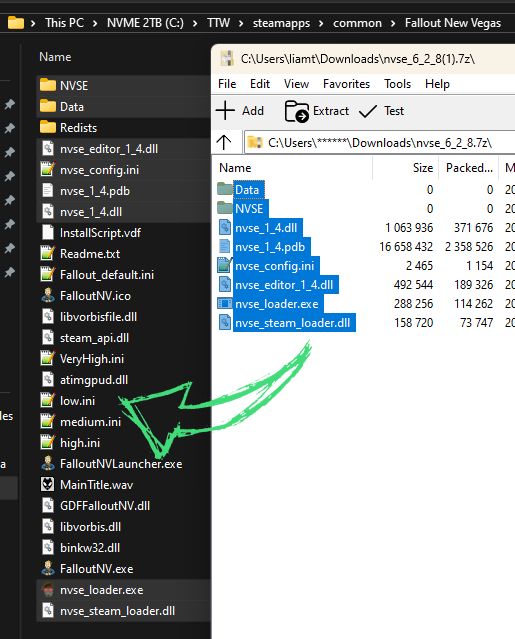 This PC > NVME 2TB (C:) > TTW > steamapps > common > Fallout New Vegas
Name
NVSE
Data
Redists
nvse_editor_1_4.dll
nvse_config.ini
nvse_1_4.pdb
nvse_1_4.dll
InstallScript.vdf
Readme.txt
Fallout_default.ini
FalloutNV.ico
libvorbisfile.dll
steam_api.dll
VeryHigh.ini
atimgpud.dll
low.ini
medium.ini
high.ini
FalloutNVLauncher.exe
MainTitle.wav
GDFFalloutNV.dll
libvorbis.dll
binkw32.dll
FalloutNV.exe
nvse_loader.exe
nvse_steam_loader.dll
les
a
C:\Users\liamt\Downloads\nvse_6_2_8(1).7z\
File Edit View Favorites Tools Help
Add Extract Test
C:\Users\******\Downloads\nvse_6_2_8.7z\
Name Size Packed...
Data 0 0 20
NVSE 0 0 20
nvse_1_4.dll 1 063 936 371 676 20
nvse_1_4.pdb 16 658 432 2 358 526 20
nvse_config.ini 2 465 1 154 20
nvse_editor_1_4.dll 492 544 189 326 20
nvse_loader.exe 288 256 114 262 20
nvse_steam_loader.dll 158 720 73 747 20